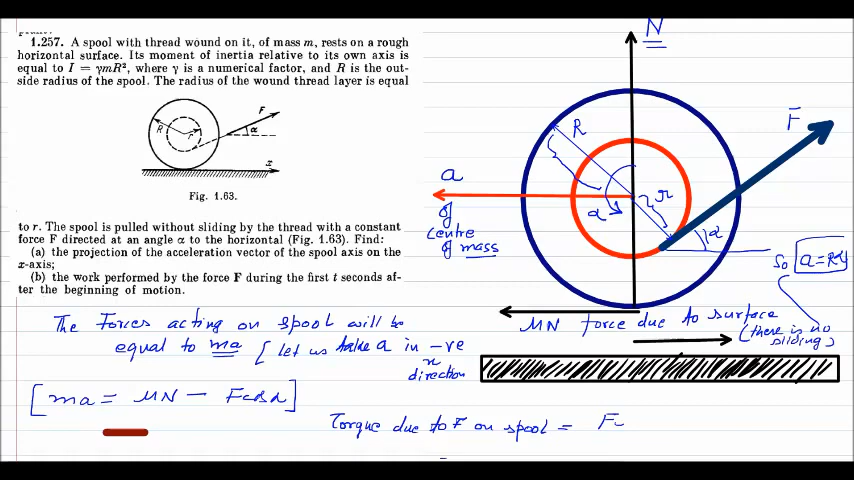 1.257. A spool with thread wound on it, of mass m, rests on a rough
horizontal surface. Its moment of inertia relative to its own axis is
equal to I = γmR², where γ is a numerical factor, and R is the out-
side radius of the spool. The radius of the wound thread layer is equal
R
r
F
α
x
Fig. 1.63.
to r. The spool is pulled without sliding by the thread with a constant
force F directed at an angle α to the horizontal (Fig. 1.63). Find:
(a) the projection of the acceleration vector of the spool axis on the
x-axis;
(b) the work performed by the force F during the first t seconds af-
ter the beginning of motion.
N
R
F
a
of
centre
of mass
r
α
α
so a = Rα
(there is no
sliding)
μN force due to surface
The Forces acting on spool will be
equal to ma [let us take a in -ve
x
direction
[ma = μN - Fcosα]
Torque due to F on spool = F